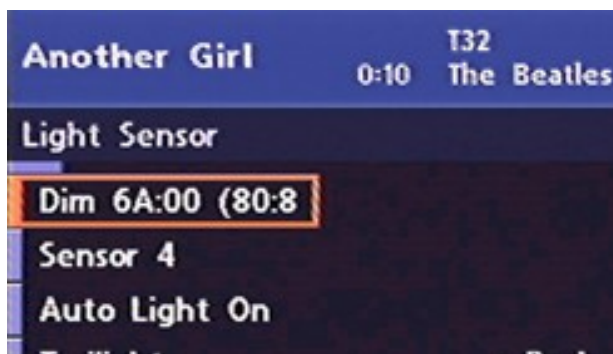 Another Girl
T32
0:10 The Beatles
Light Sensor
Dim 6A:00 (80:8
Sensor 4
Auto Light On